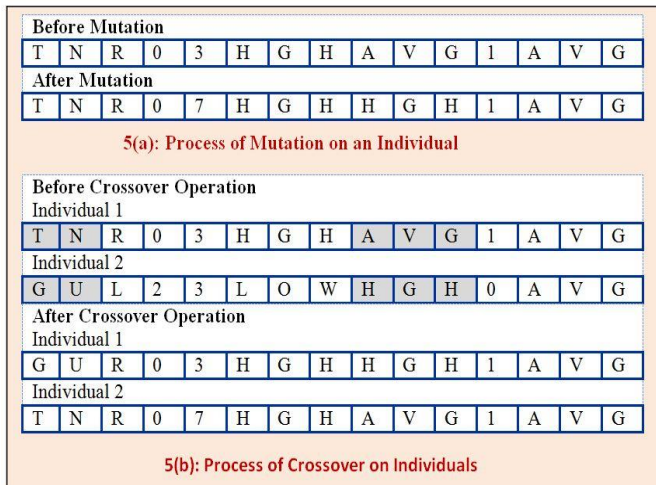 Before Mutation
T N R 0 3 H G H A V G 1 A V G
After Mutation
T N R 0 7 H G H H G H 1 A V G
5(a): Process of Mutation on an Individual
Before Crossover Operation
Individual 1
T N R 0 3 H G H A V G 1 A V G
Individual 2
G U L 2 3 L O W H G H 0 A V G
After Crossover Operation
Individual 1
G U R 0 3 H G H H G H 1 A V G
Individual 2
T N R 0 7 H G H A V G 1 A V G
5(b): Process of Crossover on Individuals